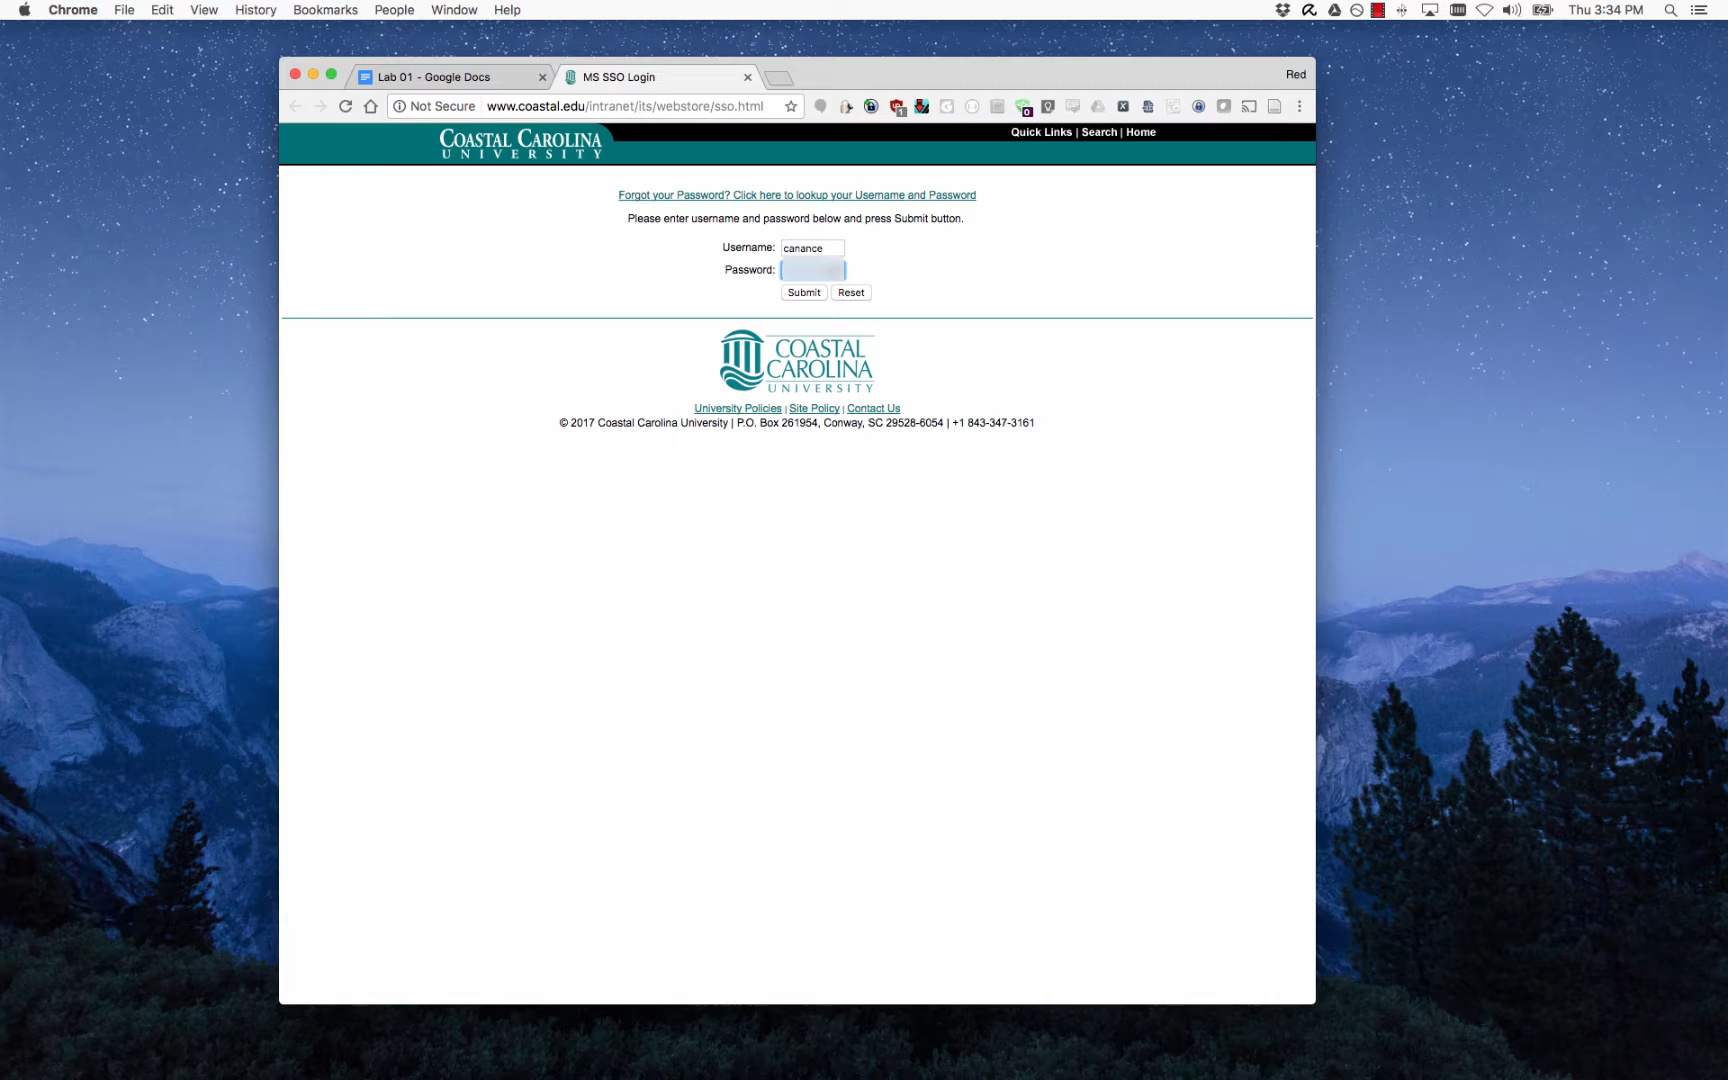 Chrome File Edit View History Bookmarks People Window Help Thu 3:34 PM
Lab 01 - Google Docs MS SSO Login Red
Not Secure www.coastal.edu/intranet/its/webstore/sso.html
COASTAL CAROLINA
UNIVERSITY
Quick Links | Search | Home
Forgot your Password? Click here to lookup your Username and Password
Please enter username and password below and press Submit button.
Username: canance
Password:
Submit Reset
COASTAL
CAROLINA
UNIVERSITY
University Policies | Site Policy | Contact Us
© 2017 Coastal Carolina University | P.O. Box 261954, Conway, SC 29528-6054 | +1 843-347-3161